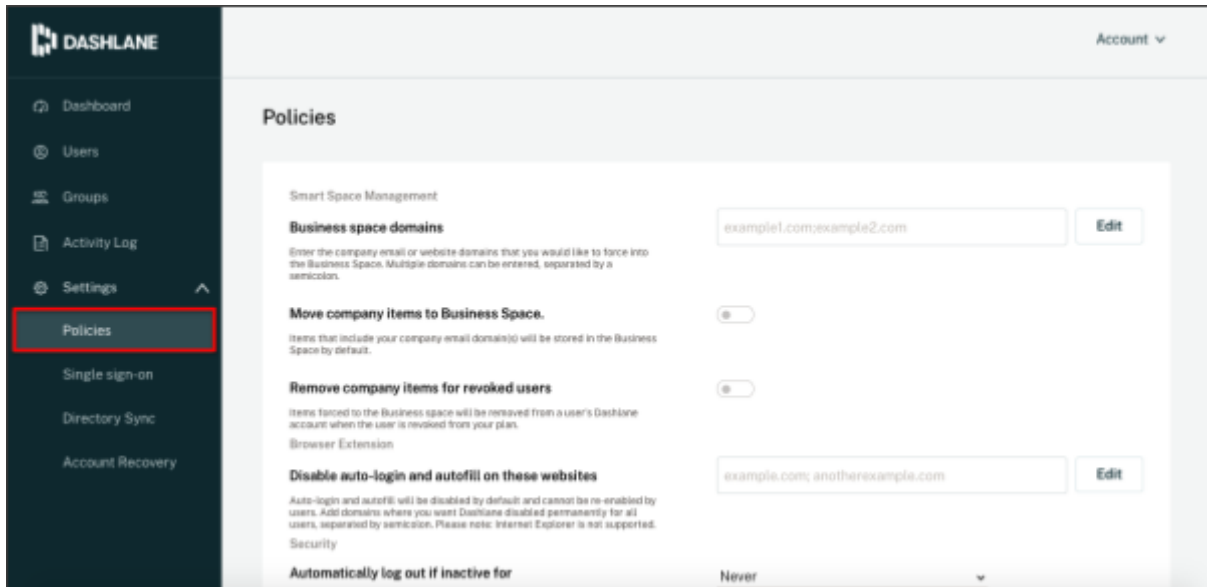 DASHLANE
Account
Dashboard
Users
Groups
Activity Log
Settings
Policies
Single sign-on
Directory Sync
Account Recovery
Policies
Smart Space Management
Business space domains
example1.com;example2.com
Edit
Enter the company email or website domains that you would like to force into
the Business Space. Multiple domains can be entered, separated by a
semicolon.
Move company items to Business Space.
Items that include your company email domain(s) will be stored in the Business
Space by default.
Remove company items for revoked users
Items forced to the Business space will be removed from a user's Dashlane
account when the user is revoked from your plan.
Browser Extension
Disable auto-login and autofill on these websites
example.com; anotherexample.com
Edit
Auto-login and autofill will be disabled by default and cannot be re-enabled by
users. Add domains where you want Dashlane disabled permanently for all
users, separated by semicolon. Please note: Internet Explorer is not supported.
Security
Automatically log out if inactive for
Never